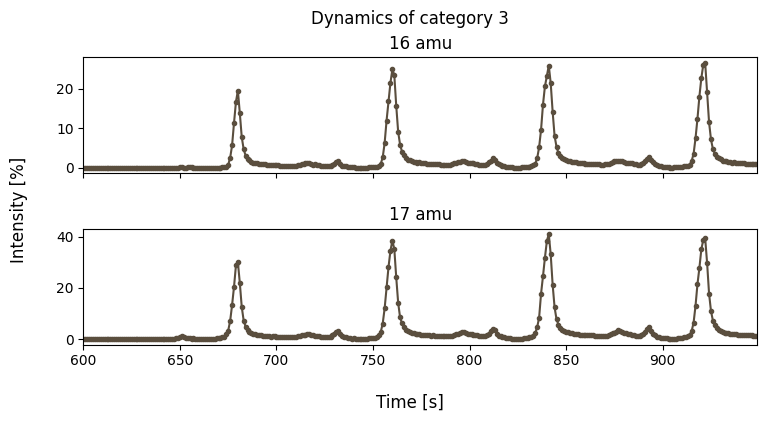 Dynamics of category 3
16 amu
20
10
0
17 amu
40
20
0
600 650 700 750 800 850 900
Intensity [%]
Time [s]